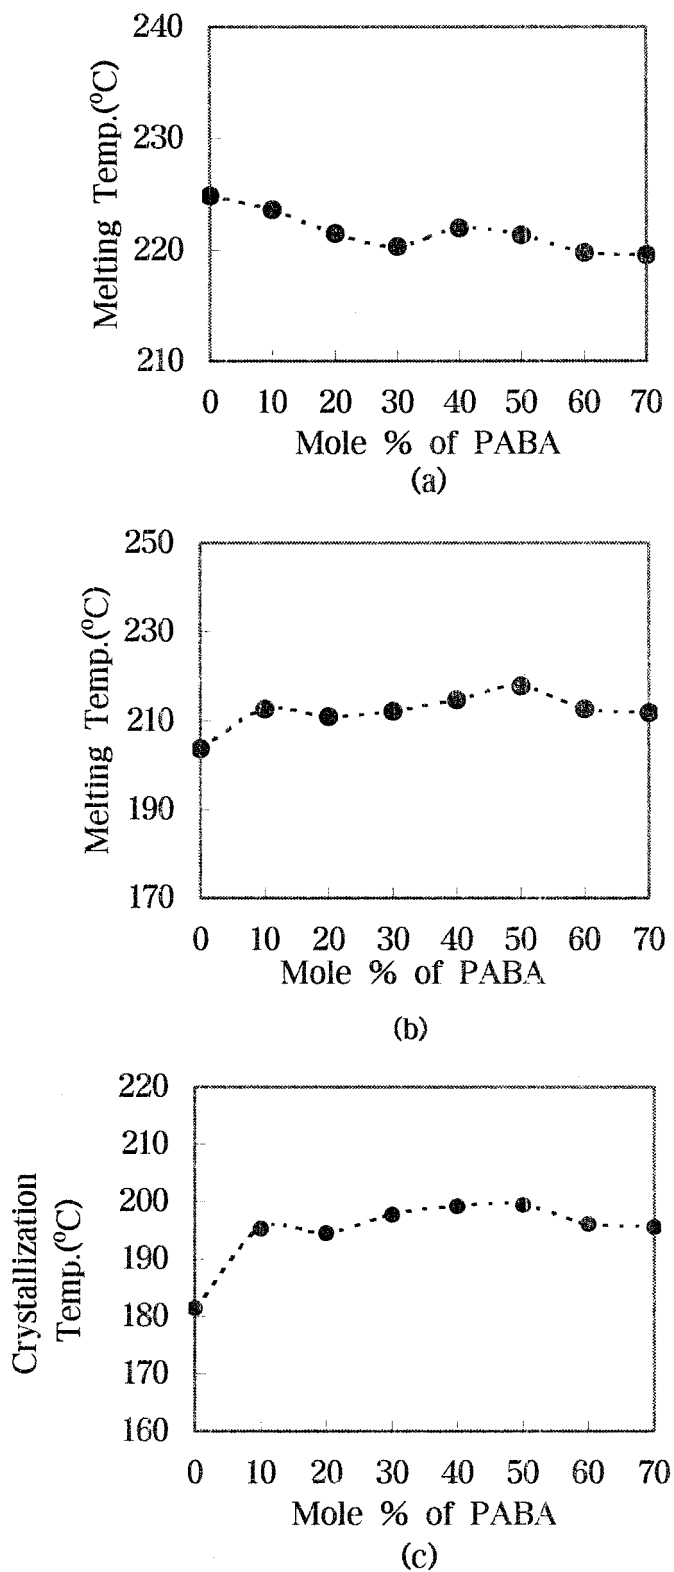 240
230
220
210
Melting Temp.(°C)
0 10 20 30 40 50 60 70
Mole % of PABA
(a)
250
230
210
190
170
Melting Temp.(°C)
0 10 20 30 40 50 60 70
Mole % of PABA
(b)
220
210
200
190
180
170
160
Crystallization
Temp.(°C)
0 10 20 30 40 50 60 70
Mole % of PABA
(c)